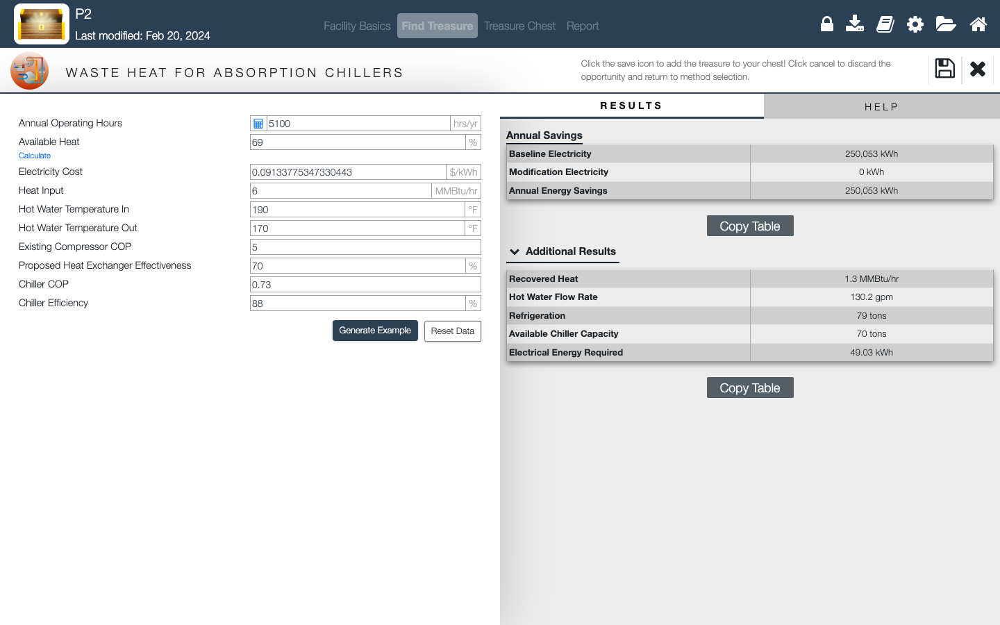 P2
Last modified: Feb 20, 2024
Facility Basics Find Treasure Treasure Chest Report
WASTE HEAT FOR ABSORPTION CHILLERS
Click the save icon to add the treasure to your chest! Click cancel to discard the
opportunity and return to method selection.
Annual Operating Hours 5100 hrs/yr
Available Heat 69 %
Calculate
Electricity Cost 0.09133775347330443 $/kWh
Heat Input 6 MMBtu/hr
Hot Water Temperature In 190 °F
Hot Water Temperature Out 170 °F
Existing Compressor COP 5
Proposed Heat Exchanger Effectiveness 70 %
Chiller COP 0.73
Chiller Efficiency 88 %
Generate Example Reset Data
RESULTS HELP
Annual Savings
Baseline Electricity 250,053 kWh
Modification Electricity 0 kWh
Annual Energy Savings 250,053 kWh
Copy Table
Additional Results
Recovered Heat 1.3 MMBtu/hr
Hot Water Flow Rate 130.2 gpm
Refrigeration 79 tons
Available Chiller Capacity 70 tons
Electrical Energy Required 49.03 kWh
Copy Table